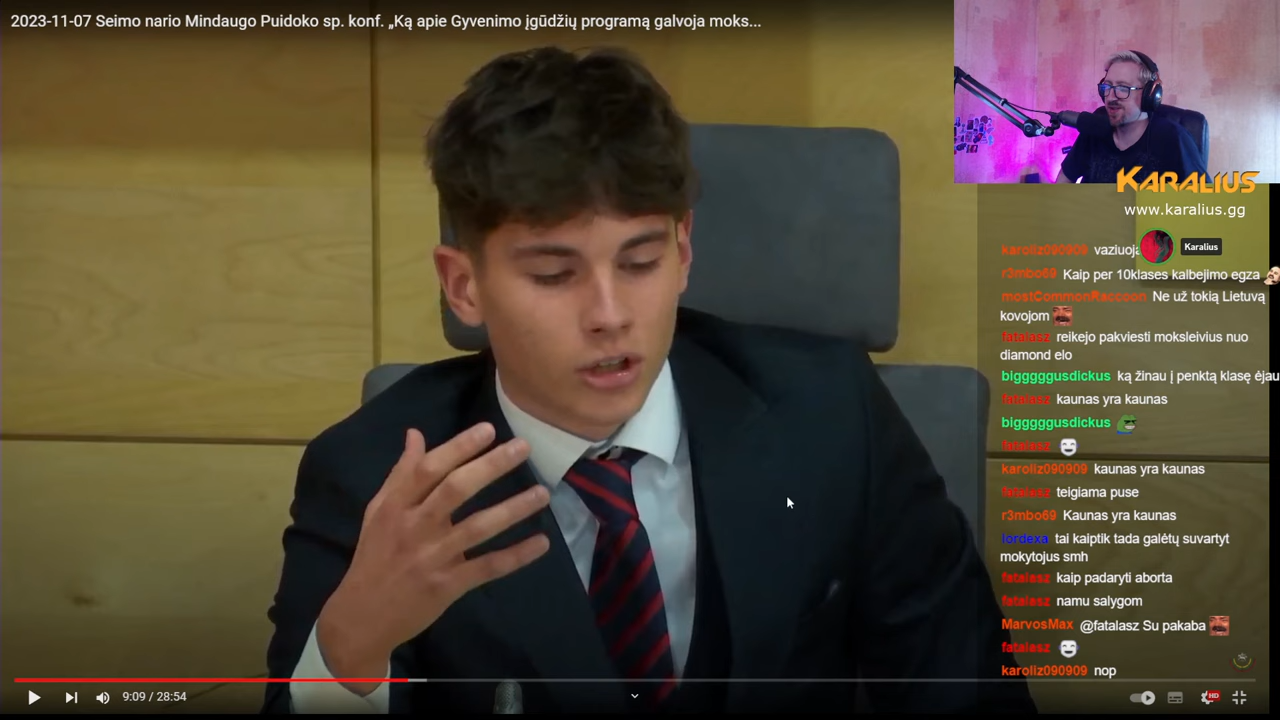 2023-11-07 Seimo nario Mindaugo Puidoko sp. konf. „Ką apie Gyvenimo įgūdžių programą galvoja moks...
KARALIUS
www.karalius.gg
Karalius
karoliz090909 vaziuoja
r3mbo69 Kaip per 10klases kalbejimo egza
mostCommonRaccoon Ne už tokią Lietuvą
kovojom
fatalasz reikejo pakviesti moksleivius nuo
diamond elo
bigggggusdickus ką žinau į penktą klasę ėjau
fatalasz kaunas yra kaunas
bigggggusdickus
fatalasz
karoliz090909 kaunas yra kaunas
fatalasz teigiama puse
r3mbo69 Kaunas yra kaunas
lordexa tai kaiptik tada galėtų suvartyt
mokytojus smh
fatalasz kaip padaryti aborta
fatalasz namu salygom
MarvosMax @fatalasz Su pakaba
fatalasz
karoliz090909 nop
9:09 / 28:54
HD